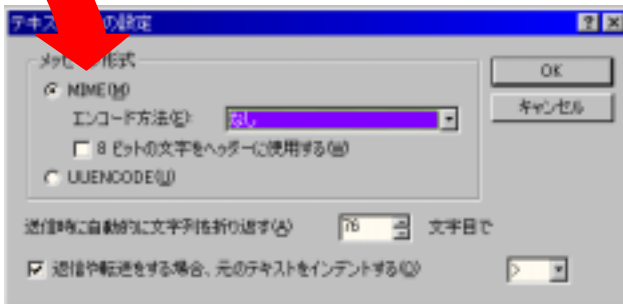 テキス の設定
メッセ 形式
MIME(M)
エンコード方法(E): なし
8 ビットの文字をヘッダーに使用する(W)
UUENCODE(U)
OK
キャンセル
送信時に自動的に文字列を折り返す(A) 76 文字目で
返信や転送をする場合、元のテキストをインデントする(Q) >